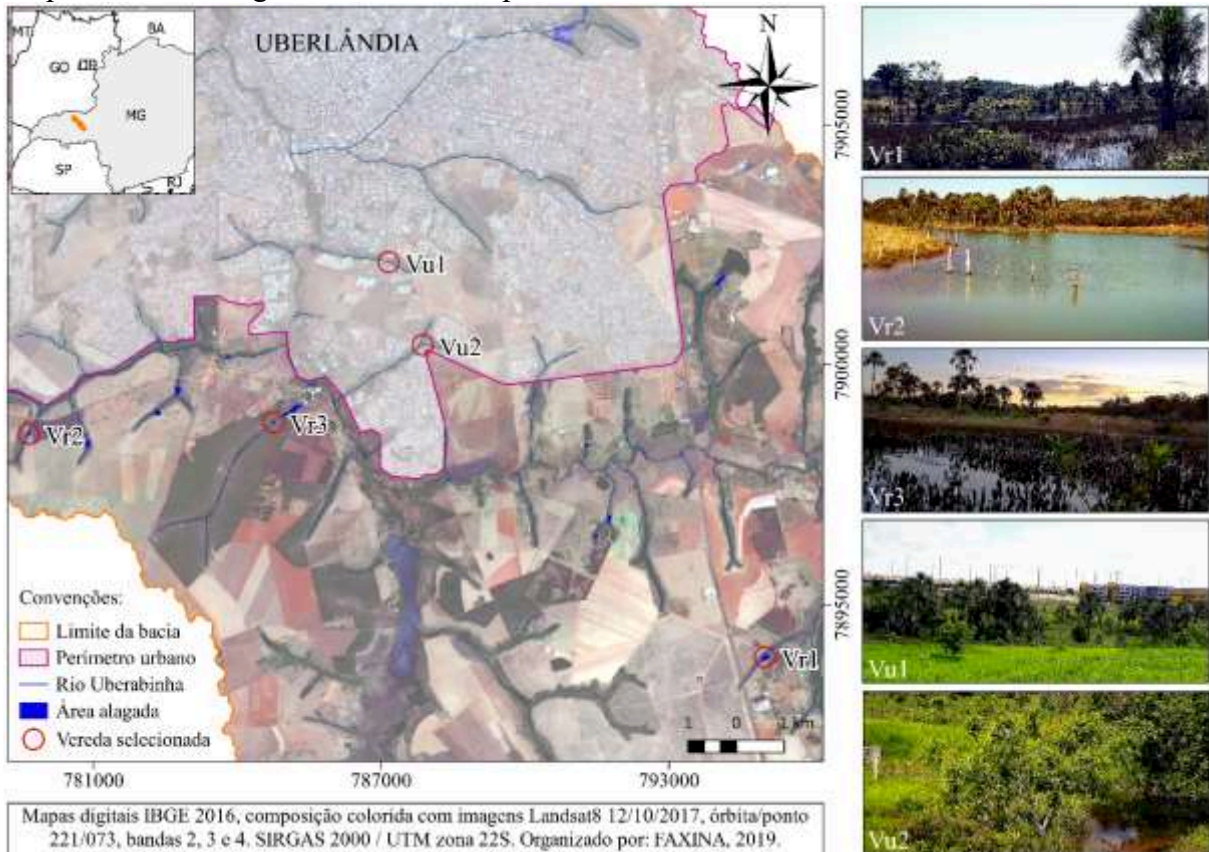 MT
BA
GO
MG
SP
RJ
UBERLÂNDIA
N
Vu1
Vu2
Vr2
Vr3
Vr1
7905000
7900000
7895000
Convenções:
Limite da bacia
Perímetro urbano
Rio Uberabinha
Área alagada
Vereda selecionada
1 0 1 km
781000
787000
793000
Mapas digitais IBGE 2016, composição colorida com imagens Landsat8 12/10/2017, órbita/ponto
221/073, bandas 2, 3 e 4. SIRGAS 2000 / UTM zona 22S. Organizado por: FAXINA, 2019.
Vr1
Vr2
Vr3
Vu1
Vu2